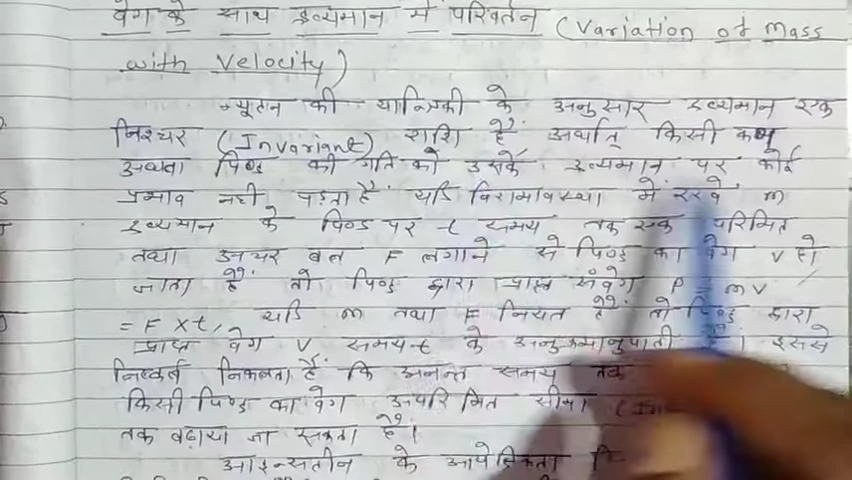 वेग के साथ द्रव्यमान में परिवर्तन (Variation of Mass
with Velocity)
न्यूटन की यान्त्रिकी के अनुसार द्रव्यमान एक
निश्चर (Invariant) राशि है अर्थात् किसी कण
अथवा पिण्ड की गति को उसके द्रव्यमान पर कोई
प्रभाव नही पड़ता है यदि विरामावस्था में रखे m
द्रव्यमान के पिण्ड पर t समय तक एक परिमित
तथा अचर बल F लगाने से पिण्ड का वेग v हो
जाता है तो पिण्ड द्वारा प्राप्त संवेग P = mv
= F x t, यदि m तथा F नियत है तो पिण्ड द्वारा
प्राप्त वेग v समय t के अनुक्रमानुपाती है। इससे
निष्कर्ष निकलता है कि अनन्त समय तक
किसी पिण्ड का वेग अपरिमित सीमा
तक बढ़ाया जा सकता है।
आइन्सतीन के आपेक्षिकता